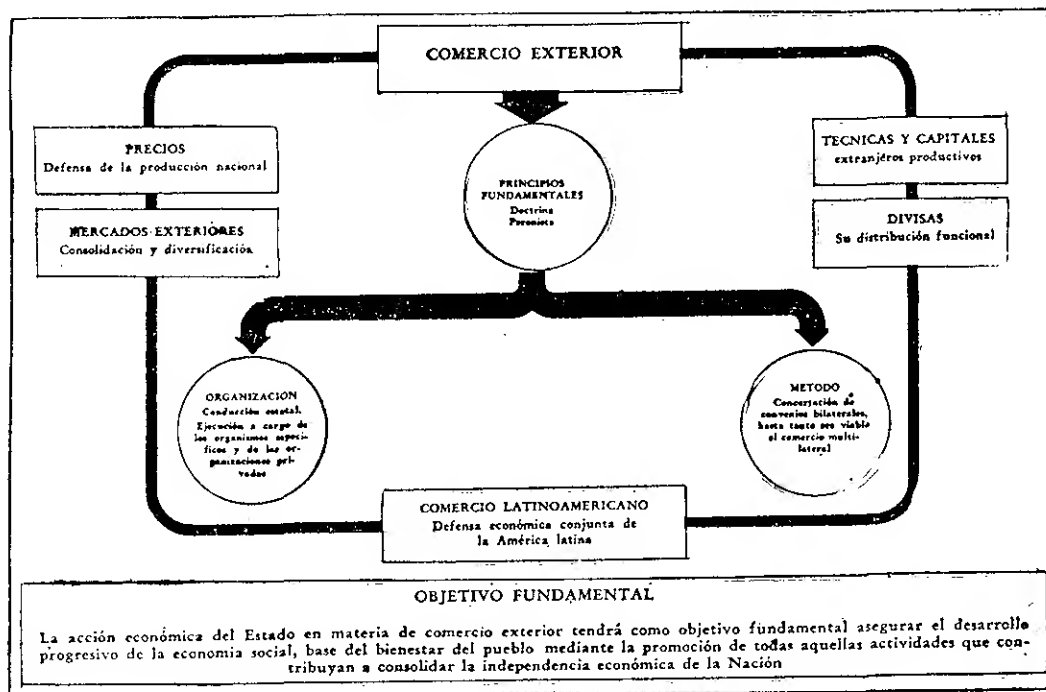 COMERCIO EXTERIOR
PRECIOS
Defensa de la producción nacional
MERCADOS EXTERIORES
Consolidación y diversificación
PRINCIPIOS
FUNDAMENTALES
Doctrina
Peronista
TECNICAS Y CAPITALES
extranjeros productivos
DIVISAS
Su distribución funcional
ORGANIZACIÓN
Conducción estatal.
Ejecución a cargo de
los organismos especí-
ficos y de las or-
ganizaciones pri-
vadas
METODO
Concertación de
convenios bilaterales,
hasta tanto sea viable
el comercio multi-
lateral
COMERCIO LATINOAMERICANO
Defensa económica conjunta de
la América latina
OBJETIVO FUNDAMENTAL
La acción económica del Estado en materia de comercio exterior tendrá como objetivo fundamental asegurar el desarrollo
progresivo de la economia social, base del bienestar del pueblo mediante la promoción de todas aquellas actividades que con-
tribuyan a consolidar la independencia económica de la Nación